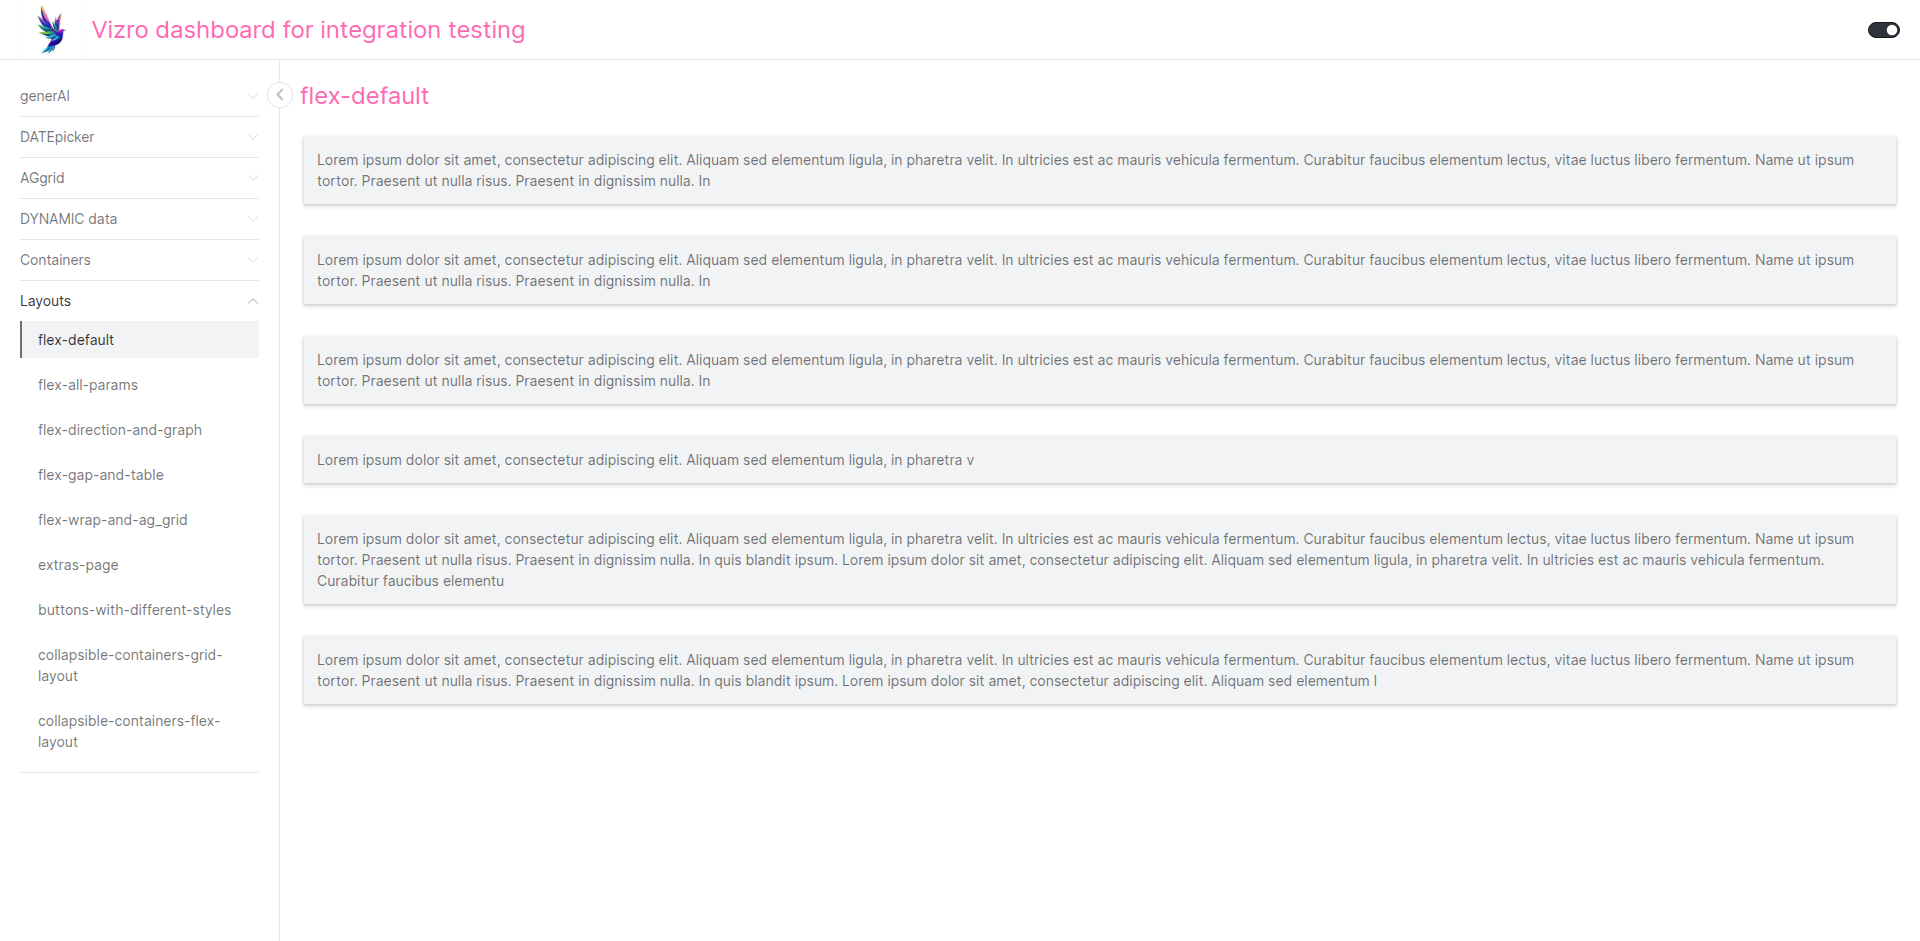 Vizro dashboard for integration testing
generAI
DATEpicker
AGgrid
DYNAMIC data
Containers
Layouts
flex-default
flex-all-params
flex-direction-and-graph
flex-gap-and-table
flex-wrap-and-ag_grid
extras-page
buttons-with-different-styles
collapsible-containers-grid-
layout
collapsible-containers-flex-
layout
flex-default
Lorem ipsum dolor sit amet, consectetur adipiscing elit. Aliquam sed elementum ligula, in pharetra velit. In ultricies est ac mauris vehicula fermentum. Curabitur faucibus elementum lectus, vitae luctus libero fermentum. Name ut ipsum
tortor. Praesent ut nulla risus. Praesent in dignissim nulla. In
Lorem ipsum dolor sit amet, consectetur adipiscing elit. Aliquam sed elementum ligula, in pharetra velit. In ultricies est ac mauris vehicula fermentum. Curabitur faucibus elementum lectus, vitae luctus libero fermentum. Name ut ipsum
tortor. Praesent ut nulla risus. Praesent in dignissim nulla. In
Lorem ipsum dolor sit amet, consectetur adipiscing elit. Aliquam sed elementum ligula, in pharetra velit. In ultricies est ac mauris vehicula fermentum. Curabitur faucibus elementum lectus, vitae luctus libero fermentum. Name ut ipsum
tortor. Praesent ut nulla risus. Praesent in dignissim nulla. In
Lorem ipsum dolor sit amet, consectetur adipiscing elit. Aliquam sed elementum ligula, in pharetra v
Lorem ipsum dolor sit amet, consectetur adipiscing elit. Aliquam sed elementum ligula, in pharetra velit. In ultricies est ac mauris vehicula fermentum. Curabitur faucibus elementum lectus, vitae luctus libero fermentum. Name ut ipsum
tortor. Praesent ut nulla risus. Praesent in dignissim nulla. In quis blandit ipsum. Lorem ipsum dolor sit amet, consectetur adipiscing elit. Aliquam sed elementum ligula, in pharetra velit. In ultricies est ac mauris vehicula fermentum.
Curabitur faucibus elementu
Lorem ipsum dolor sit amet, consectetur adipiscing elit. Aliquam sed elementum ligula, in pharetra velit. In ultricies est ac mauris vehicula fermentum. Curabitur faucibus elementum lectus, vitae luctus libero fermentum. Name ut ipsum
tortor. Praesent ut nulla risus. Praesent in dignissim nulla. In quis blandit ipsum. Lorem ipsum dolor sit amet, consectetur adipiscing elit. Aliquam sed elementum l